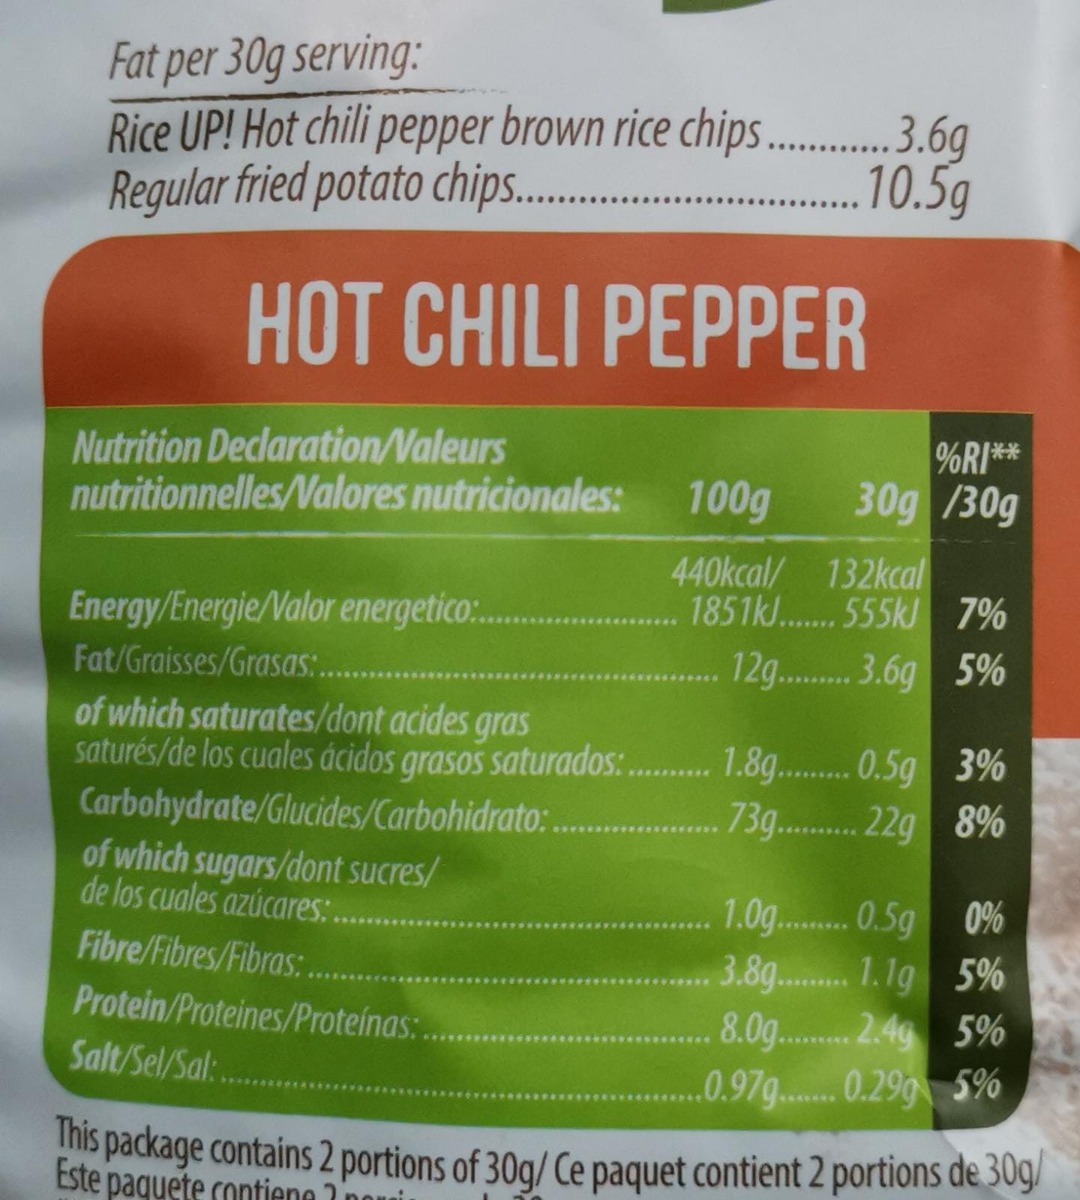 Fat per 30g serving:
Rice UP! Hot chili pepper brown rice chips............. 3.6g
Regular fried potato chips.................................... 10.5g
HOT CHILI PEPPER
Nutrition Declaration/Valeurs %RI**
nutritionnelles/Valores nutricionales: 100g 30g /30g
440kcal/ 132kcal
Energy/Energie/Valor energetico:........................ 1851kJ....... 555kJ 7%
Fat/Graisses/Grasas:................................................ 12g......... 3.6g 5%
of which saturates/dont acides gras
saturés/de los cuales ácidos grasos saturados:.......... 1.8g......... 0.5g 3%
Carbohydrate/Glucides/Carbohidrato:.................... 73g.......... 22g 8%
of which sugars/dont sucres/
de los cuales azúcares:.............................................. 1.0g........ 0.5g 0%
Fibre/Fibres/Fibras:.................................................. 3.8g......... 1.1g 5%
Protein/Proteines/Proteínas:.................................. 8.0g......... 2.4g 5%
Salt/Sel/Sal:............................................................0.97g....... 0.29g 5%
This package contains 2 portions of 30g/ Ce paquet contient 2 portions de 30g/
Este paquete contiene 2